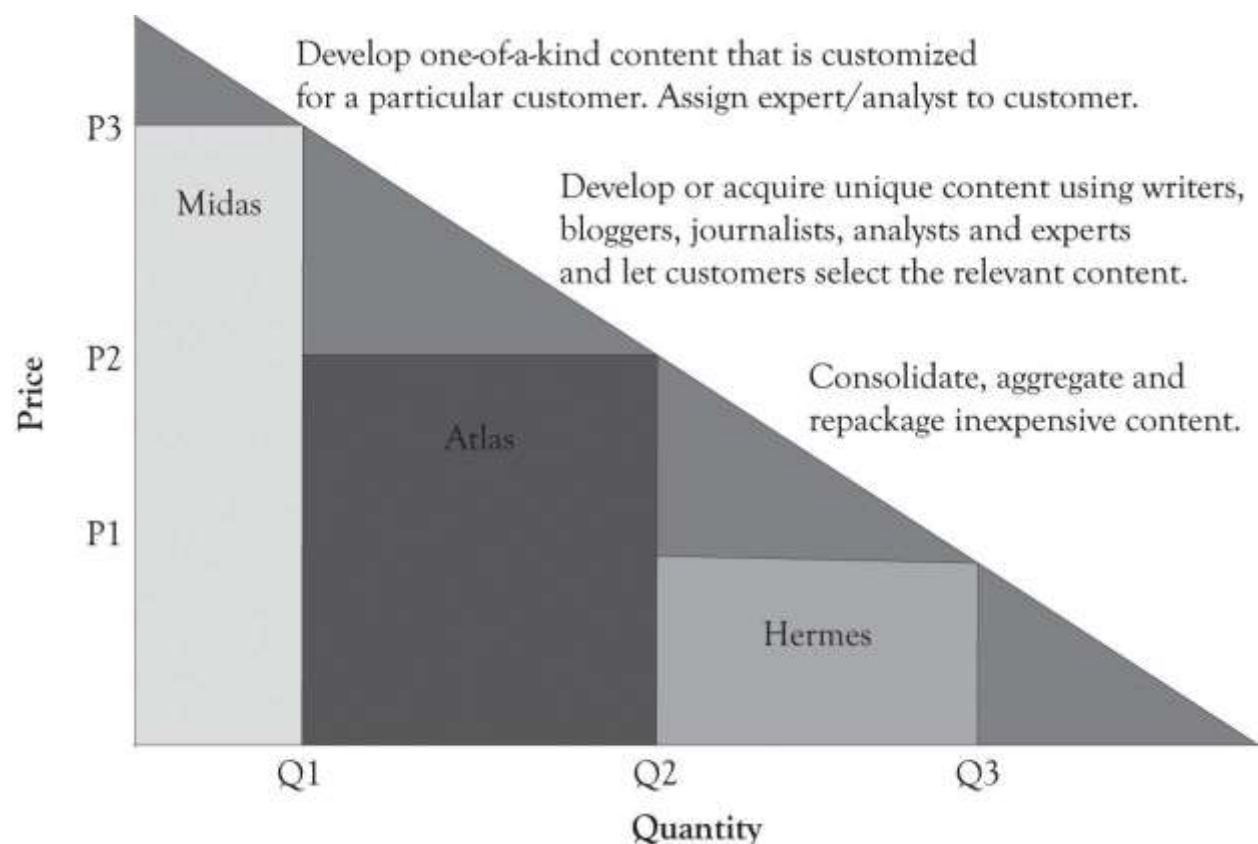 Develop one-of-a-kind content that is customized
for a particular customer. Assign expert/analyst to customer.
P3
Midas
Develop or acquire unique content using writers,
bloggers, journalists, analysts and experts
and let customers select the relevant content.
P2
Price
Consolidate, aggregate and
repackage inexpensive content.
Atlas
P1
Hermes
Q1
Q2
Q3
Quantity